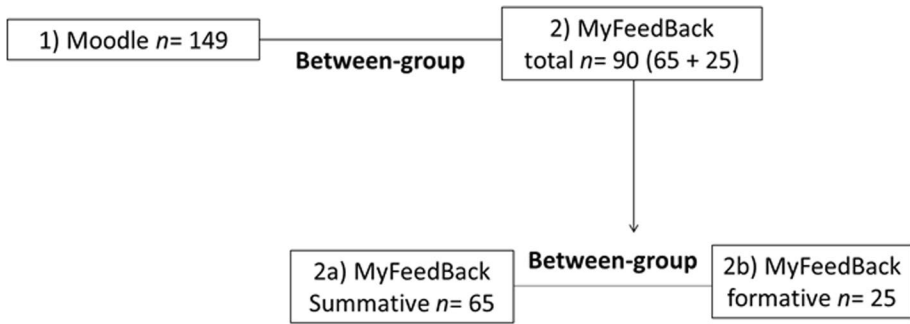 1) Moodle n= 149
Between-group
2) MyFeedBack
total n= 90 (65 + 25)
2a) MyFeedBack
Summative n= 65
Between-group
2b) MyFeedBack
formative n= 25